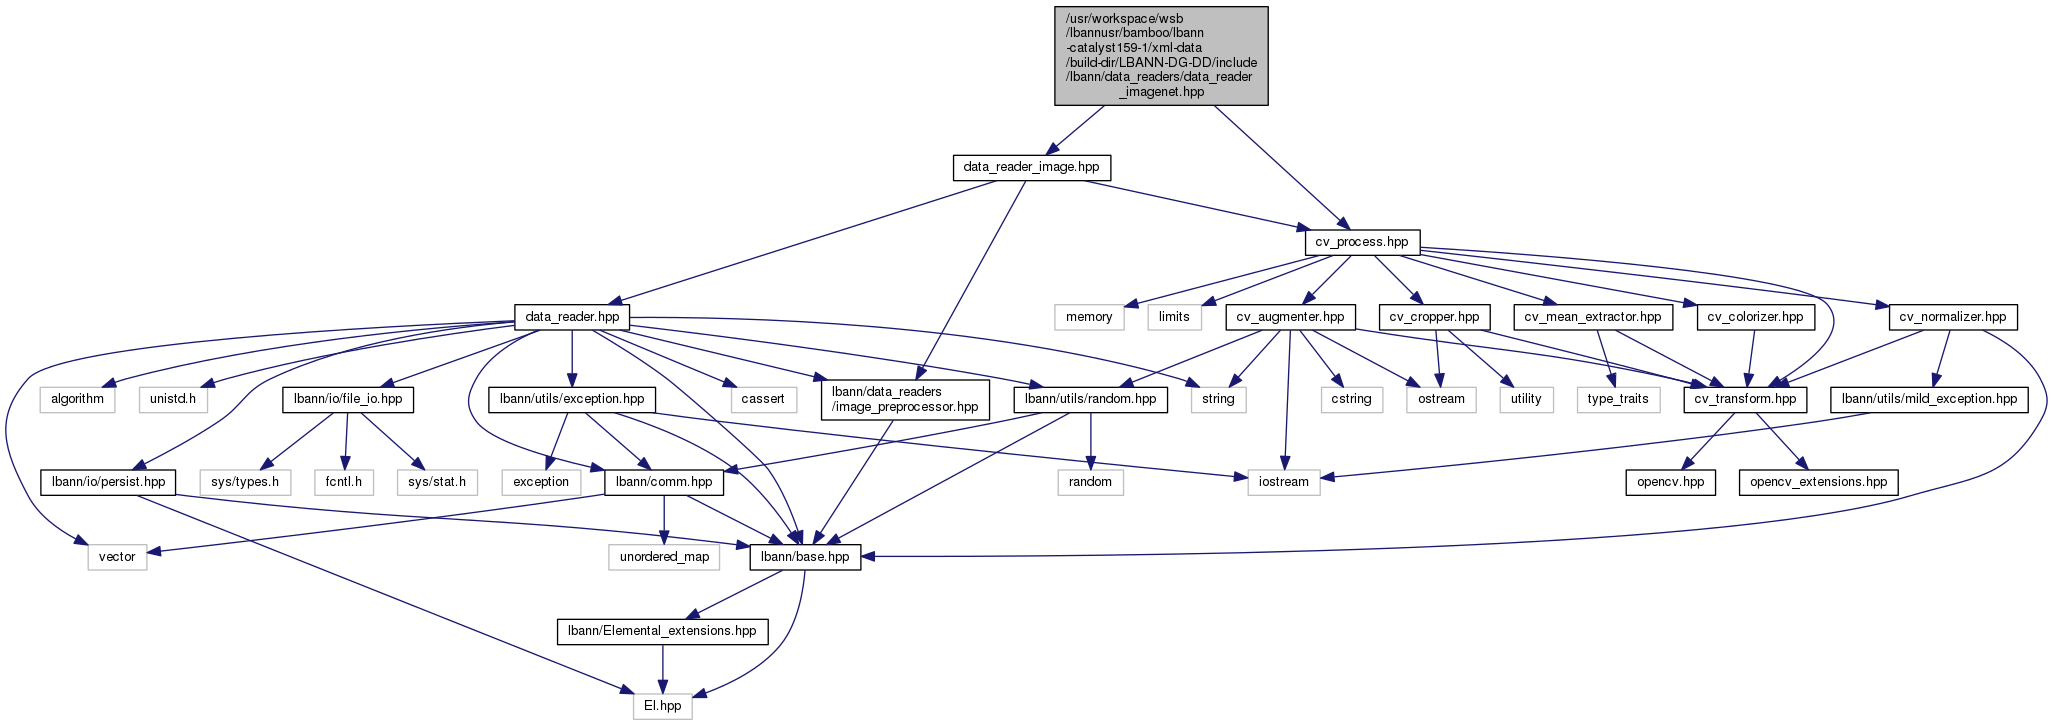 /usr/workspace/wsb
/lbannusr/bamboo/lbann
-catalyst159-1/xml-data
/build-dir/LBANN-DG-DD/include
/lbann/data_readers/data_reader
_imagenet.hpp
data_reader_image.hpp
cv_process.hpp
data_reader.hpp
memory
limits
cv_augmenter.hpp
cv_cropper.hpp
cv_mean_extractor.hpp
cv_colorizer.hpp
cv_normalizer.hpp
algorithm
unistd.h
lbann/io/file_io.hpp
lbann/utils/exception.hpp
cassert
lbann/data_readers
/image_preprocessor.hpp
lbann/utils/random.hpp
string
cstring
ostream
utility
type_traits
cv_transform.hpp
lbann/utils/mild_exception.hpp
lbann/io/persist.hpp
sys/types.h
fcntl.h
sys/stat.h
exception
lbann/comm.hpp
random
iostream
opencv.hpp
opencv_extensions.hpp
vector
unordered_map
lbann/base.hpp
lbann/Elemental_extensions.hpp
El.hpp